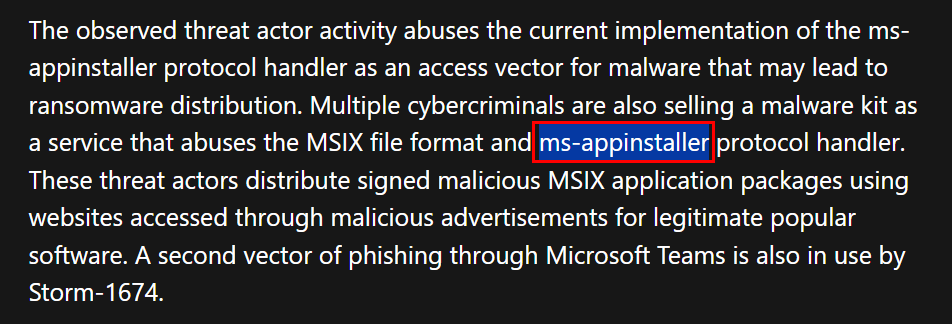 The observed threat actor activity abuses the current implementation of the ms-
appinstaller protocol handler as an access vector for malware that may lead to
ransomware distribution. Multiple cybercriminals are also selling a malware kit as
a service that abuses the MSIX file format and ms-appinstaller protocol handler.
These threat actors distribute signed malicious MSIX application packages using
websites accessed through malicious advertisements for legitimate popular
software. A second vector of phishing through Microsoft Teams is also in use by
Storm-1674.